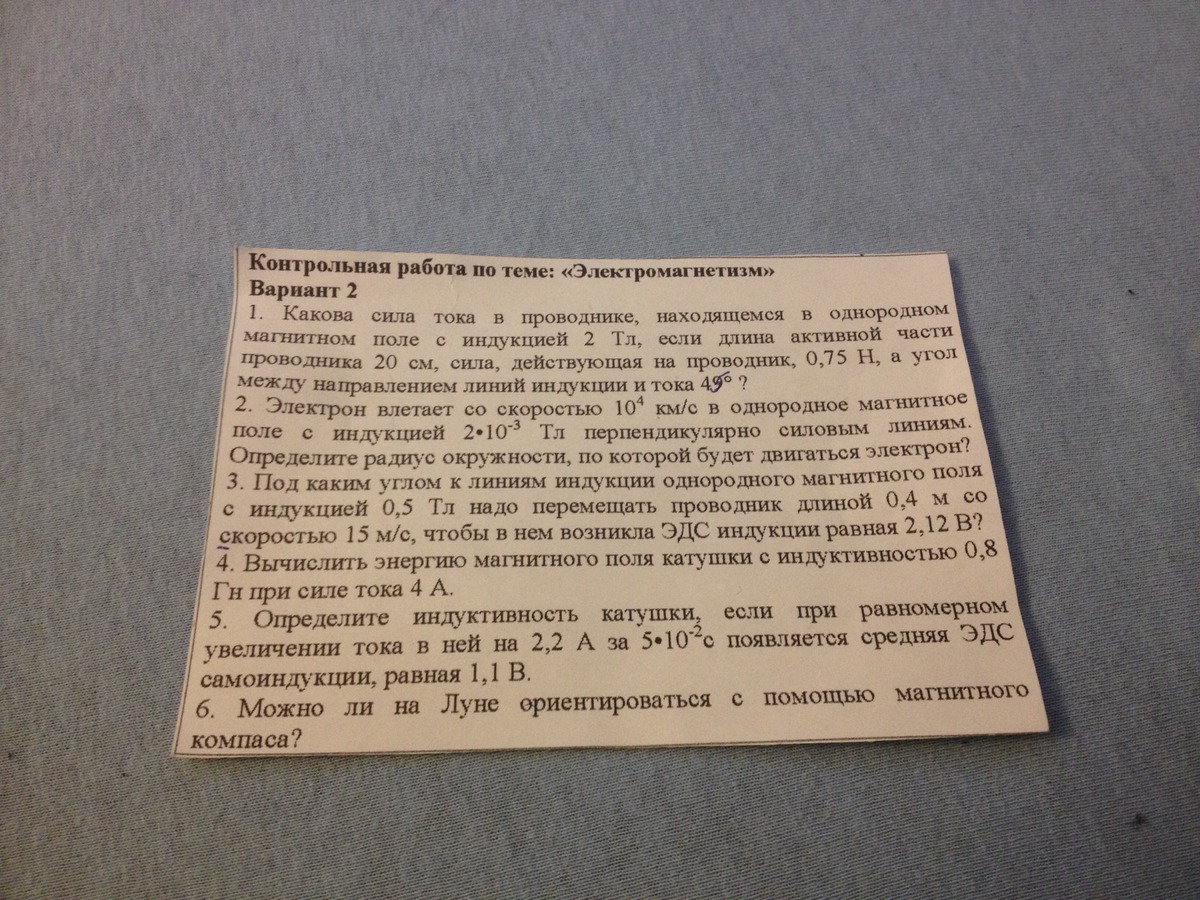 Контрольная работа по теме: «Электромагнетизм»
Вариант 2
1. Какова сила тока в проводнике, находящемся в однородном
магнитном поле с индукцией 2 Тл, если длина активной части
проводника 20 см, сила, действующая на проводник, 0,75 Н, а угол
между направлением линий индукции и тока 45° ?
2. Электрон влетает со скоростью 10⁴ км/с в однородное магнитное
поле с индукцией 2•10⁻³ Тл перпендикулярно силовым линиям.
Определите радиус окружности, по которой будет двигаться электрон?
3. Под каким углом к линиям индукции однородного магнитного поля
с индукцией 0,5 Тл надо перемещать проводник длиной 0,4 м со
скоростью 15 м/с, чтобы в нем возникла ЭДС индукции равная 2,12 В?
4. Вычислить энергию магнитного поля катушки с индуктивностью 0,8
Гн при силе тока 4 А.
5. Определите индуктивность катушки, если при равномерном
увеличении тока в ней на 2,2 А за 5•10⁻²с появляется средняя ЭДС
самоиндукции, равная 1,1 В.
6. Можно ли на Луне ориентироваться с помощью магнитного
компаса?